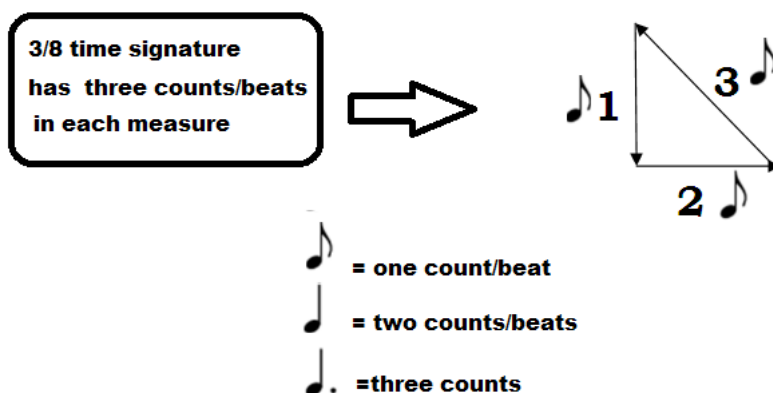 3/8 time signature
has three counts/beats
in each measure
1
3
2
= one count/beat
= two counts/beats
=three counts